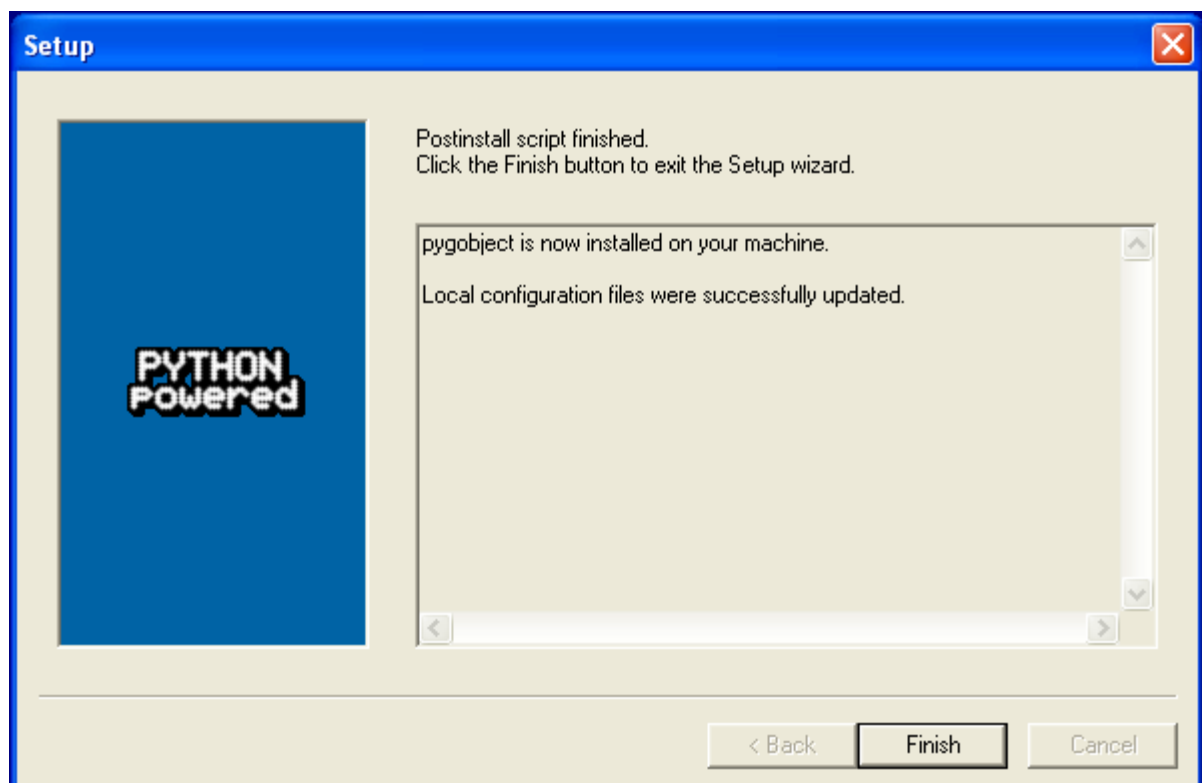 Setup
Postinstall script finished.
Click the Finish button to exit the Setup wizard.
pygobject is now installed on your machine.
Local configuration files were successfully updated.
PYTHON
powered
< Back
Finish
Cancel